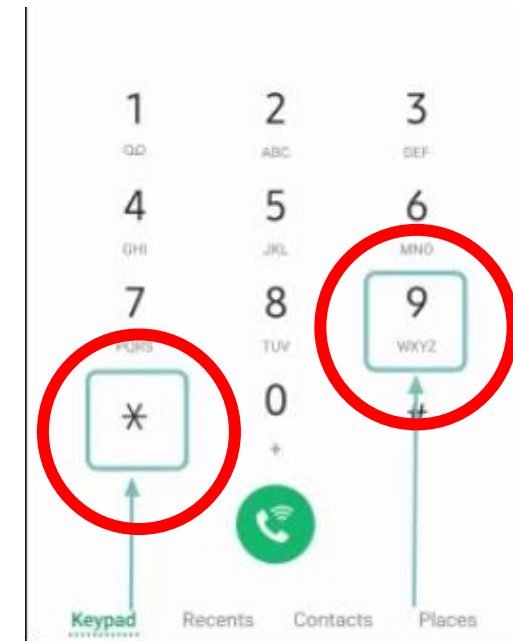 1 2 3
ABC DEF
4 5 6
GHI JKL MNO
7 8 9
PQRS TUV WXYZ
* 0 #
+
Keypad Recents Contacts Places